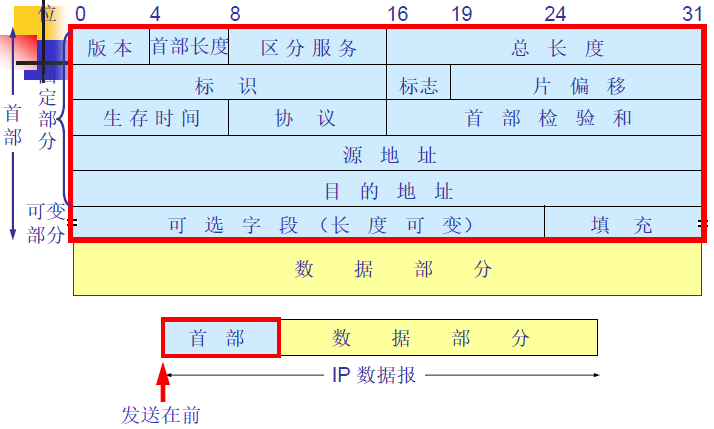 位 0 4 8 16 19 24 31
版本 首部长度 区分服务 总长度
标识 标志 片偏移
生存时间 协议 首部检验和
源地址
目的地址
可选字段（长度可变） 填充
数据部分
首部
固定部分
可变部分
首部 数据部分
IP 数据报
发送在前